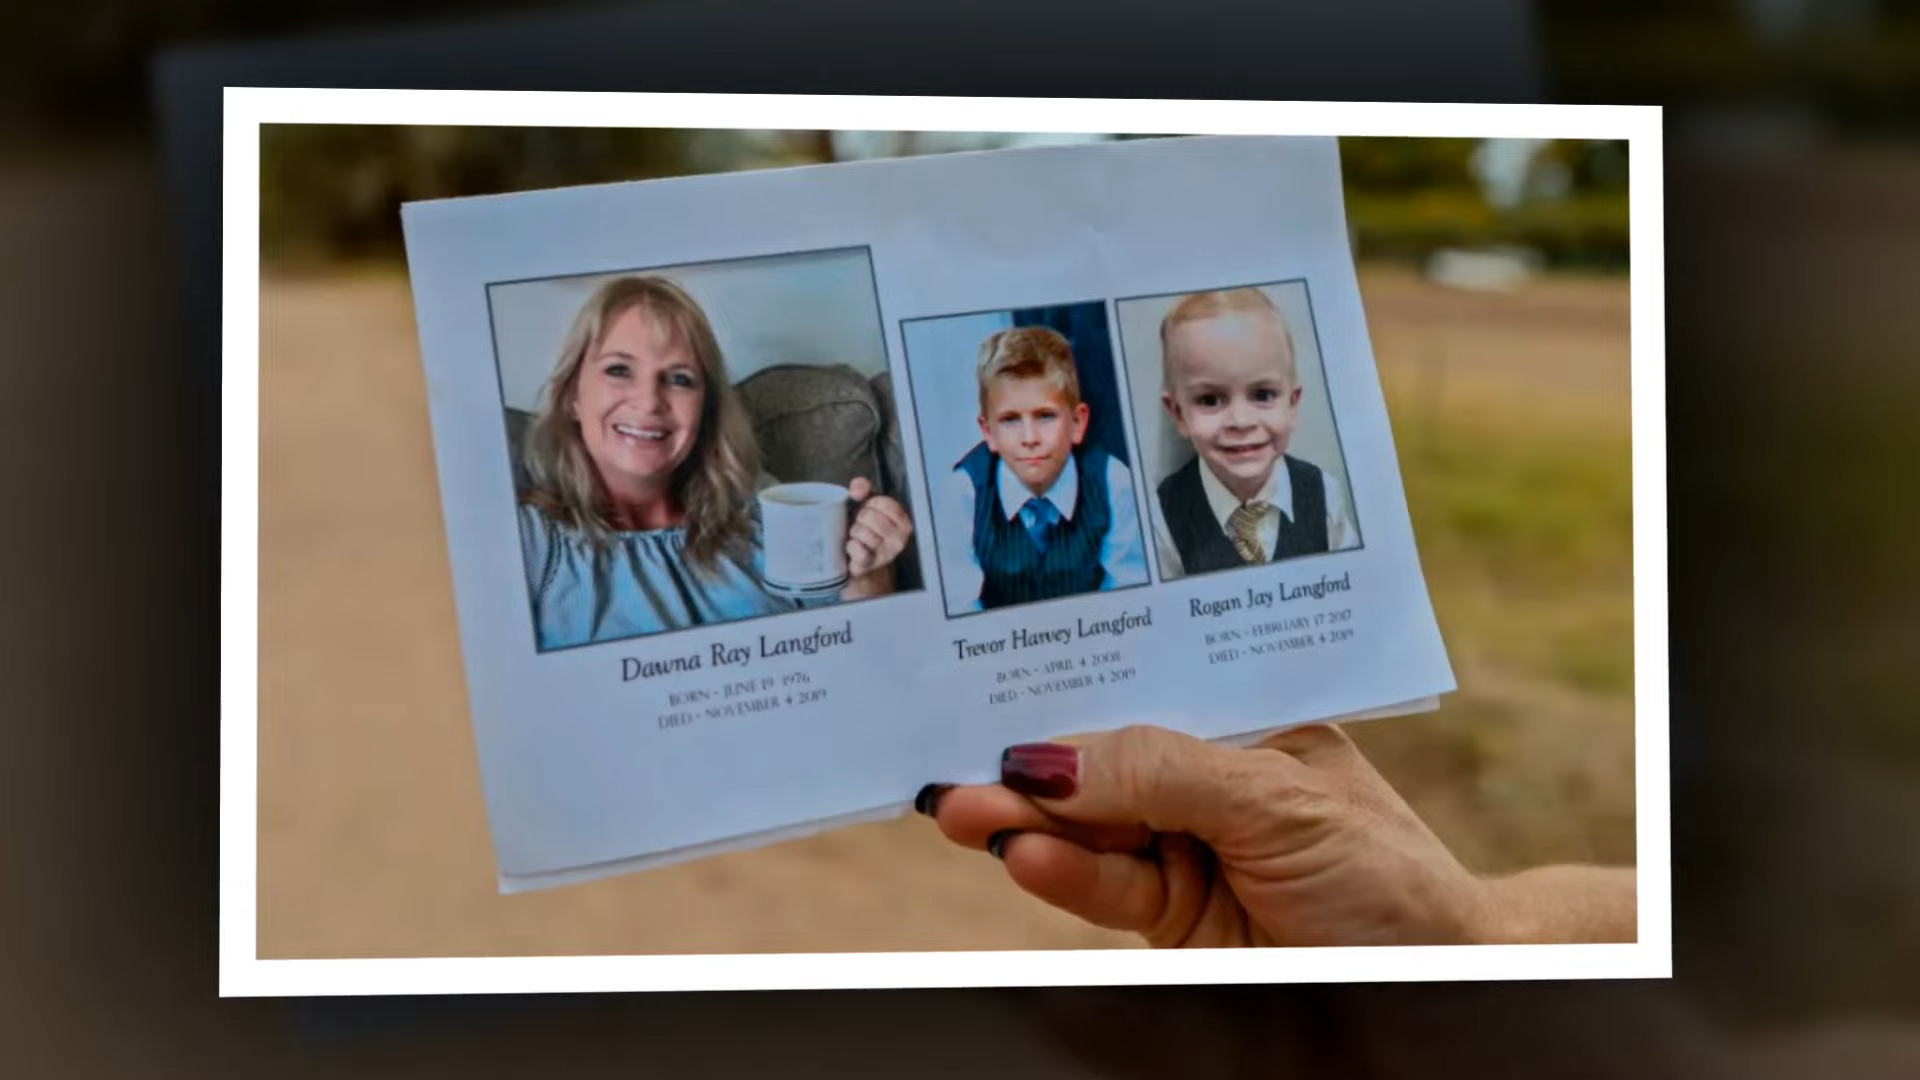 Dawna Ray Langford
BORN - JUNE 19 1976
DIED - NOVEMBER 4 2019
Trevor Harvey Langford
BORN - APRIL 4 2008
DIED - NOVEMBER 4 2019
Rogan Jay Langford
BORN - FEBRUARY 17 2017
DIED - NOVEMBER 4 2019